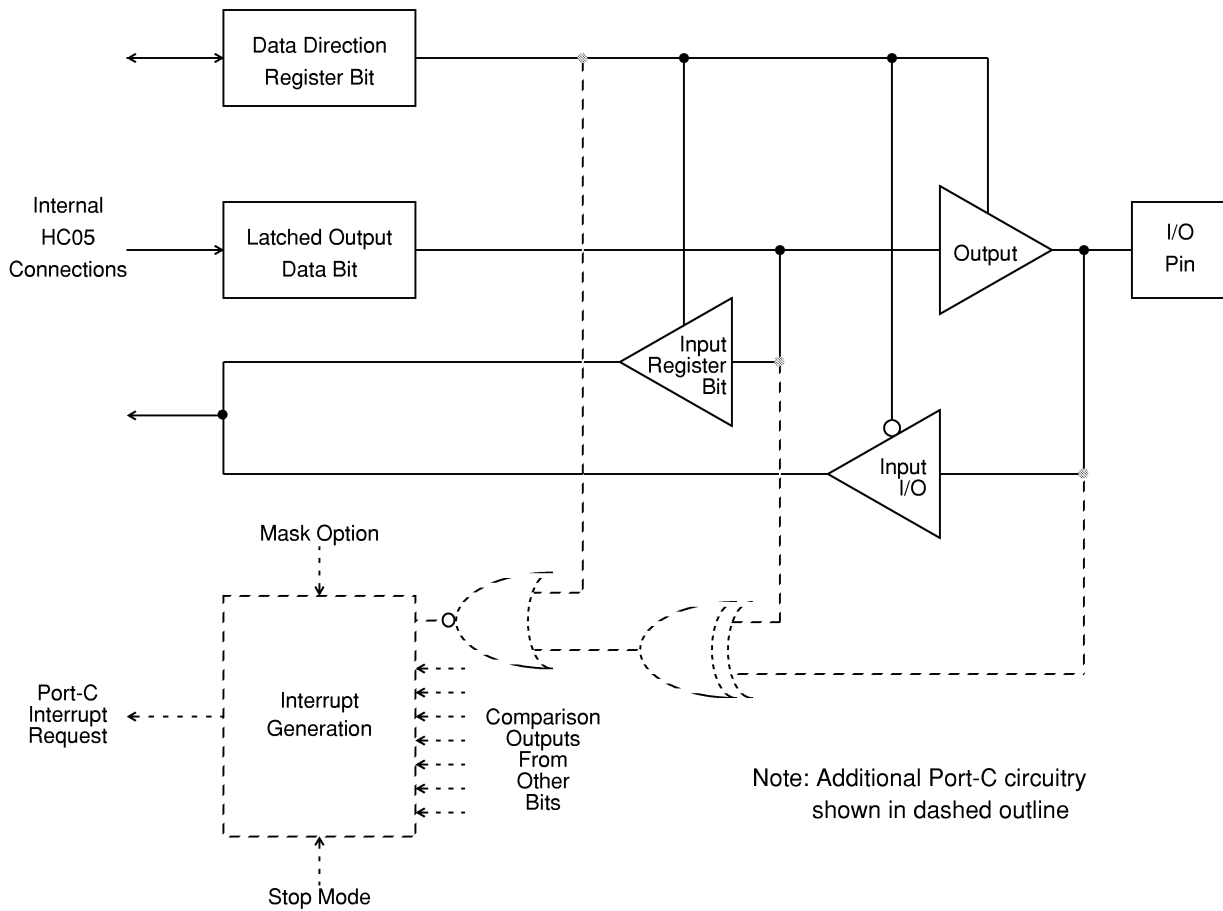 Data Direction
Register Bit
Internal
HC05
Connections
Latched Output
Data Bit
Output
I/O
Pin
Input
Register
Bit
Input
I/O
Mask Option
Port-C
Interrupt
Request
Interrupt
Generation
Comparison
Outputs
From
Other
Bits
Note: Additional Port-C circuitry
shown in dashed outline
Stop Mode